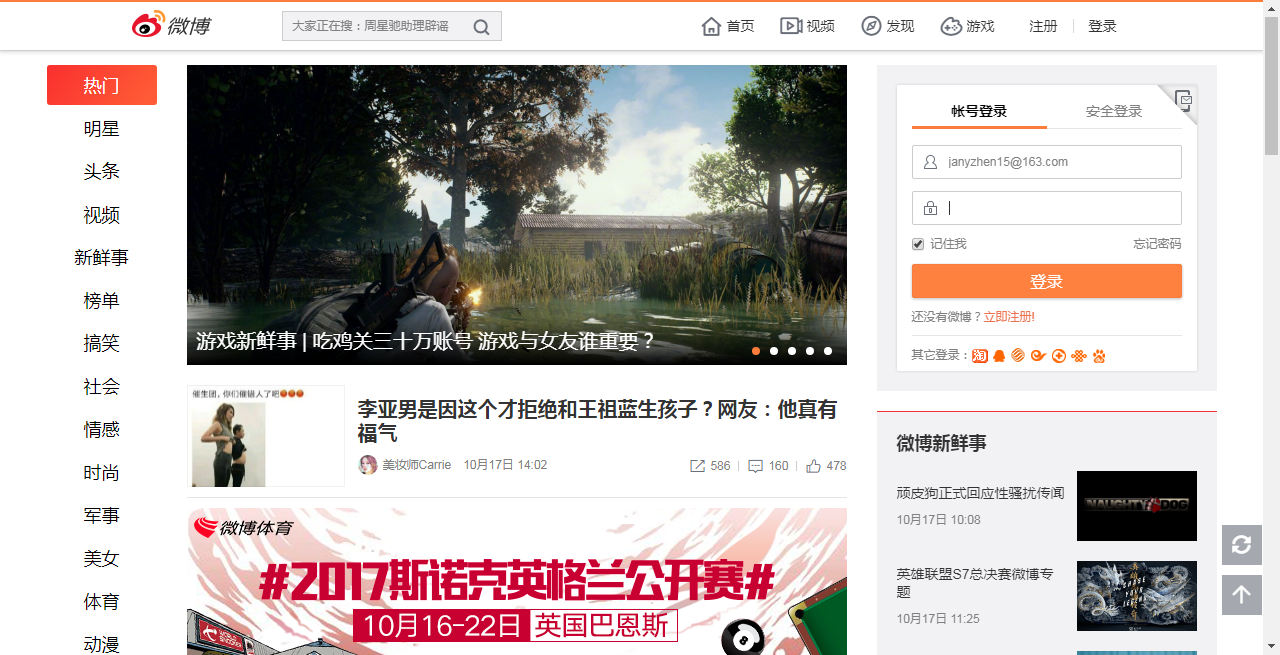 微博
大家正在搜：周星驰助理辟谣
首页
视频
发现
游戏
注册
登录
热门
明星
头条
视频
新鲜事
榜单
搞笑
社会
情感
时尚
军事
美女
体育
动漫
游戏新鲜事 | 吃鸡关三十万账号 游戏与女友谁重要？
催生团，你们催错人了吧
李亚男是因这个才拒绝和王祖蓝生孩子？网友：他真有
福气
美妆师Carrie 10月17日 14:02
586
160
478
微博体育
#2017斯诺克英格兰公开赛#
10月16-22日 英国巴恩斯
WORLD SNOOKER
8
帐号登录
安全登录
janyzhen15@163.com
记住我
忘记密码
登录
还没有微博？立即注册!
其它登录：
淘
微博新鲜事
顽皮狗正式回应性骚扰传闻
10月17日 10:08
NAUGHTY DOG
英雄联盟S7总决赛微博专
题
10月17日 11:25